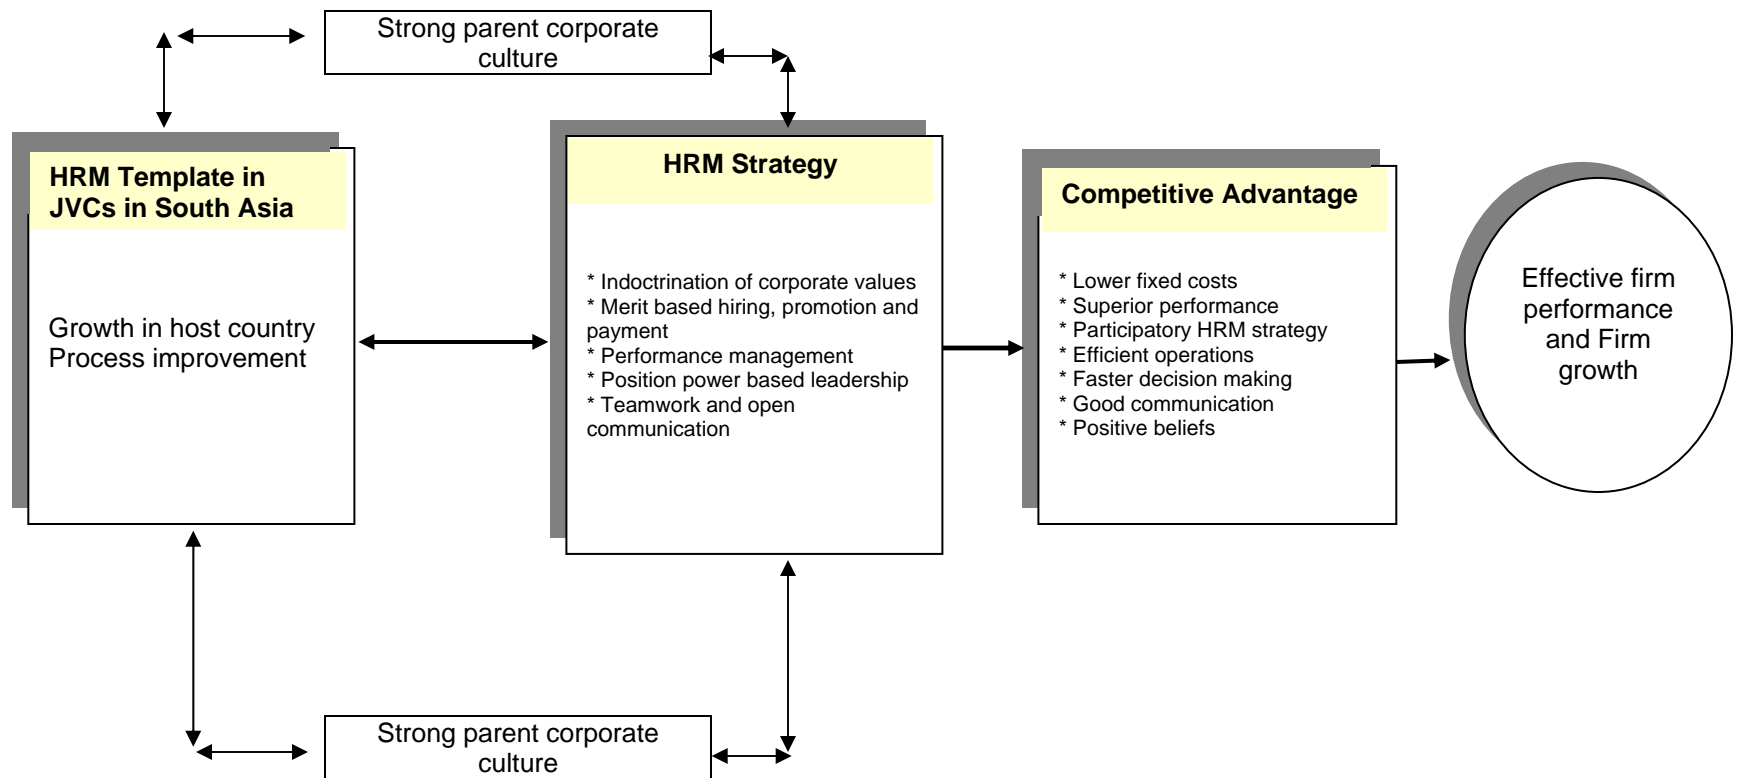 Strong parent corporate
culture
HRM Template in
JVCs in South Asia
Growth in host country
Process improvement
HRM Strategy
* Indoctrination of corporate values
* Merit based hiring, promotion and
payment
* Performance management
* Position power based leadership
* Teamwork and open
communication
Competitive Advantage
* Lower fixed costs
* Superior performance
* Participatory HRM strategy
* Efficient operations
* Faster decision making
* Good communication
* Positive beliefs
Effective firm
performance
and Firm
growth
Strong parent corporate
culture